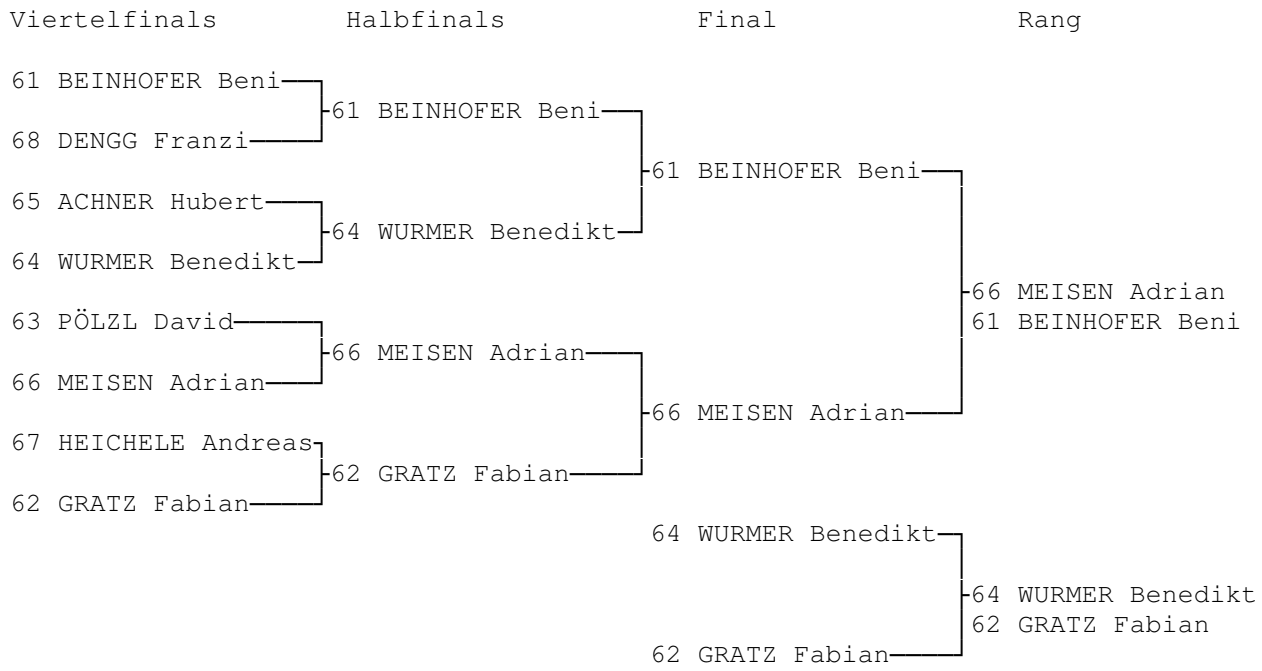 Viertelfinals Halbfinals Final Rang
61 BEINHOFER Beni
61 BEINHOFER Beni
68 DENGG Franzi
61 BEINHOFER Beni
65 ACHNER Hubert
64 WURMER Benedikt
64 WURMER Benedikt
66 MEISEN Adrian
63 PÖLZL David 61 BEINHOFER Beni
66 MEISEN Adrian
66 MEISEN Adrian
66 MEISEN Adrian
67 HEICHELE Andreas
62 GRATZ Fabian
62 GRATZ Fabian
64 WURMER Benedikt
64 WURMER Benedikt
62 GRATZ Fabian
62 GRATZ Fabian